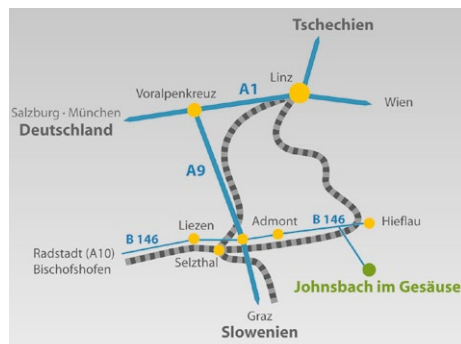 Tschechien
Linz
A1
Voralpenkreuz
Wien
Salzburg · München
Deutschland
A9
B 146
Hieflau
Admont
Liezen
B 146
Radstadt (A10)
Bischofshofen
Selzthal
Johnsbach im Gesäuse
Graz
Slowenien